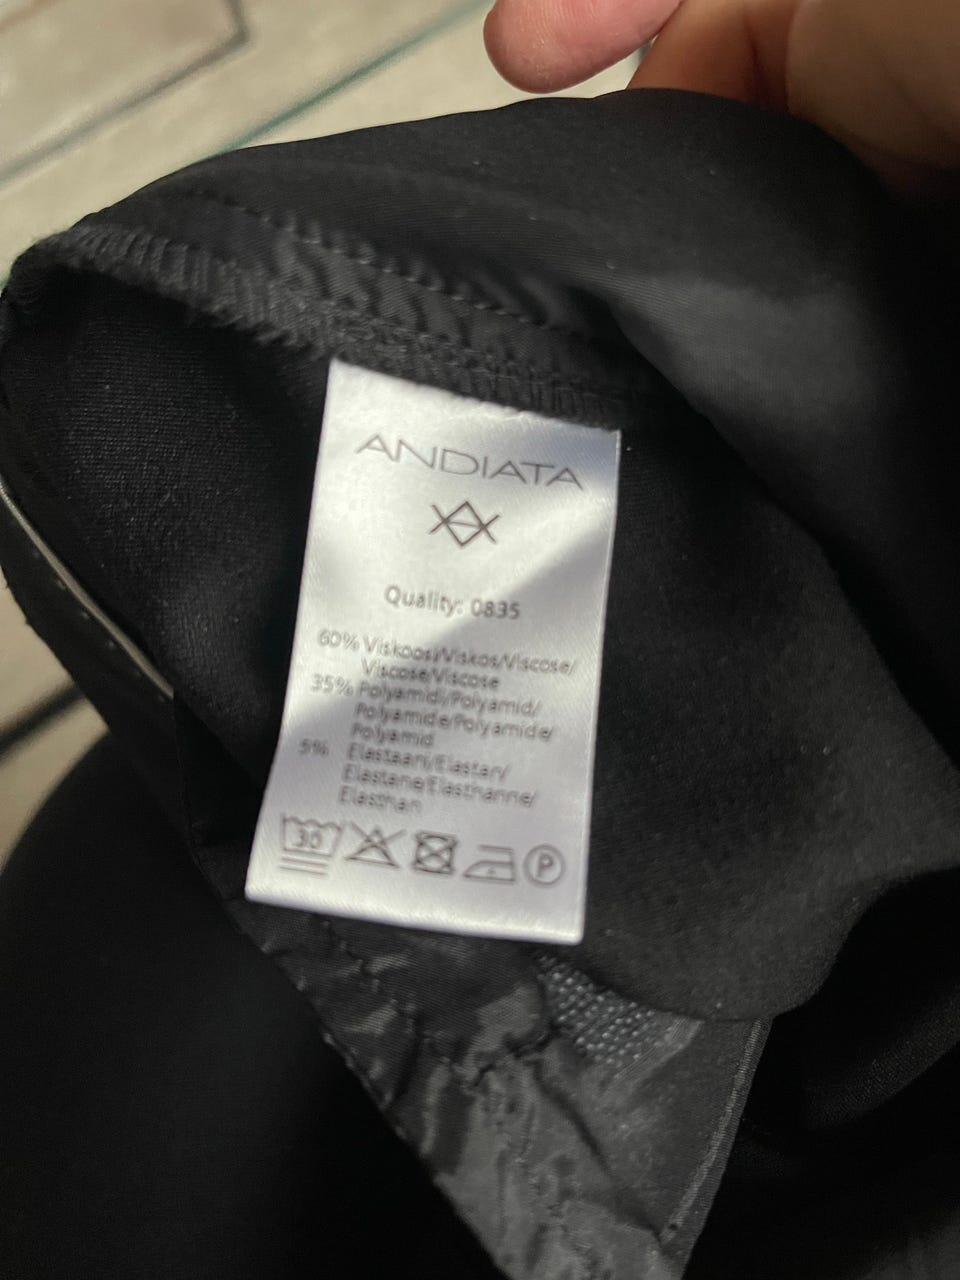 ANDIATA
Quality: 0835
60% Viskoosi/Viskos/Viscose/
Viscose/Viscose
35% Polyamidi/Polyamid/
Polyamide/Polyamide/
Polyamid
5% Elastaani/Elastan/
Elastane/Elasthanne/
Elasthan
30 P